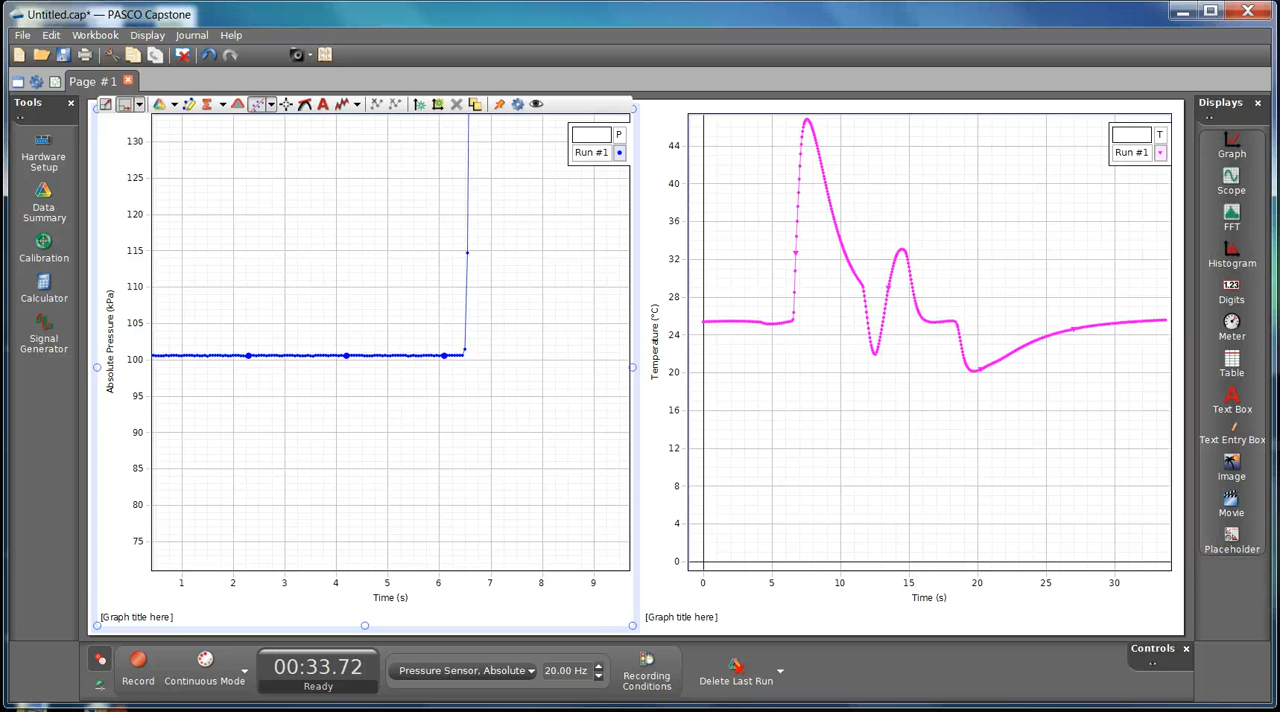 Untitled.cap* — PASCO Capstone
File Edit Workbook Display Journal Help
Page #1
Tools
Hardware
Setup
Data
Summary
Calibration
Calculator
Signal
Generator
130
125
120
115
110
105
100
95
90
85
80
75
Absolute Pressure (kPa)
P
Run #1
1 2 3 4 5 6 7 8 9
Time (s)
[Graph title here]
44
40
36
32
28
24
20
16
12
8
4
0
Temperature (°C)
T
Run #1
0 5 10 15 20 25 30
Time (s)
[Graph title here]
Displays
Graph
Scope
FFT
Histogram
1.23
Digits
Meter
Table
A
Text Box
Text Entry Box
Image
Movie
Placeholder
Record
Continuous Mode
00:33.72
Ready
Pressure Sensor, Absolute
20.00 Hz
Recording
Conditions
Delete Last Run
Controls